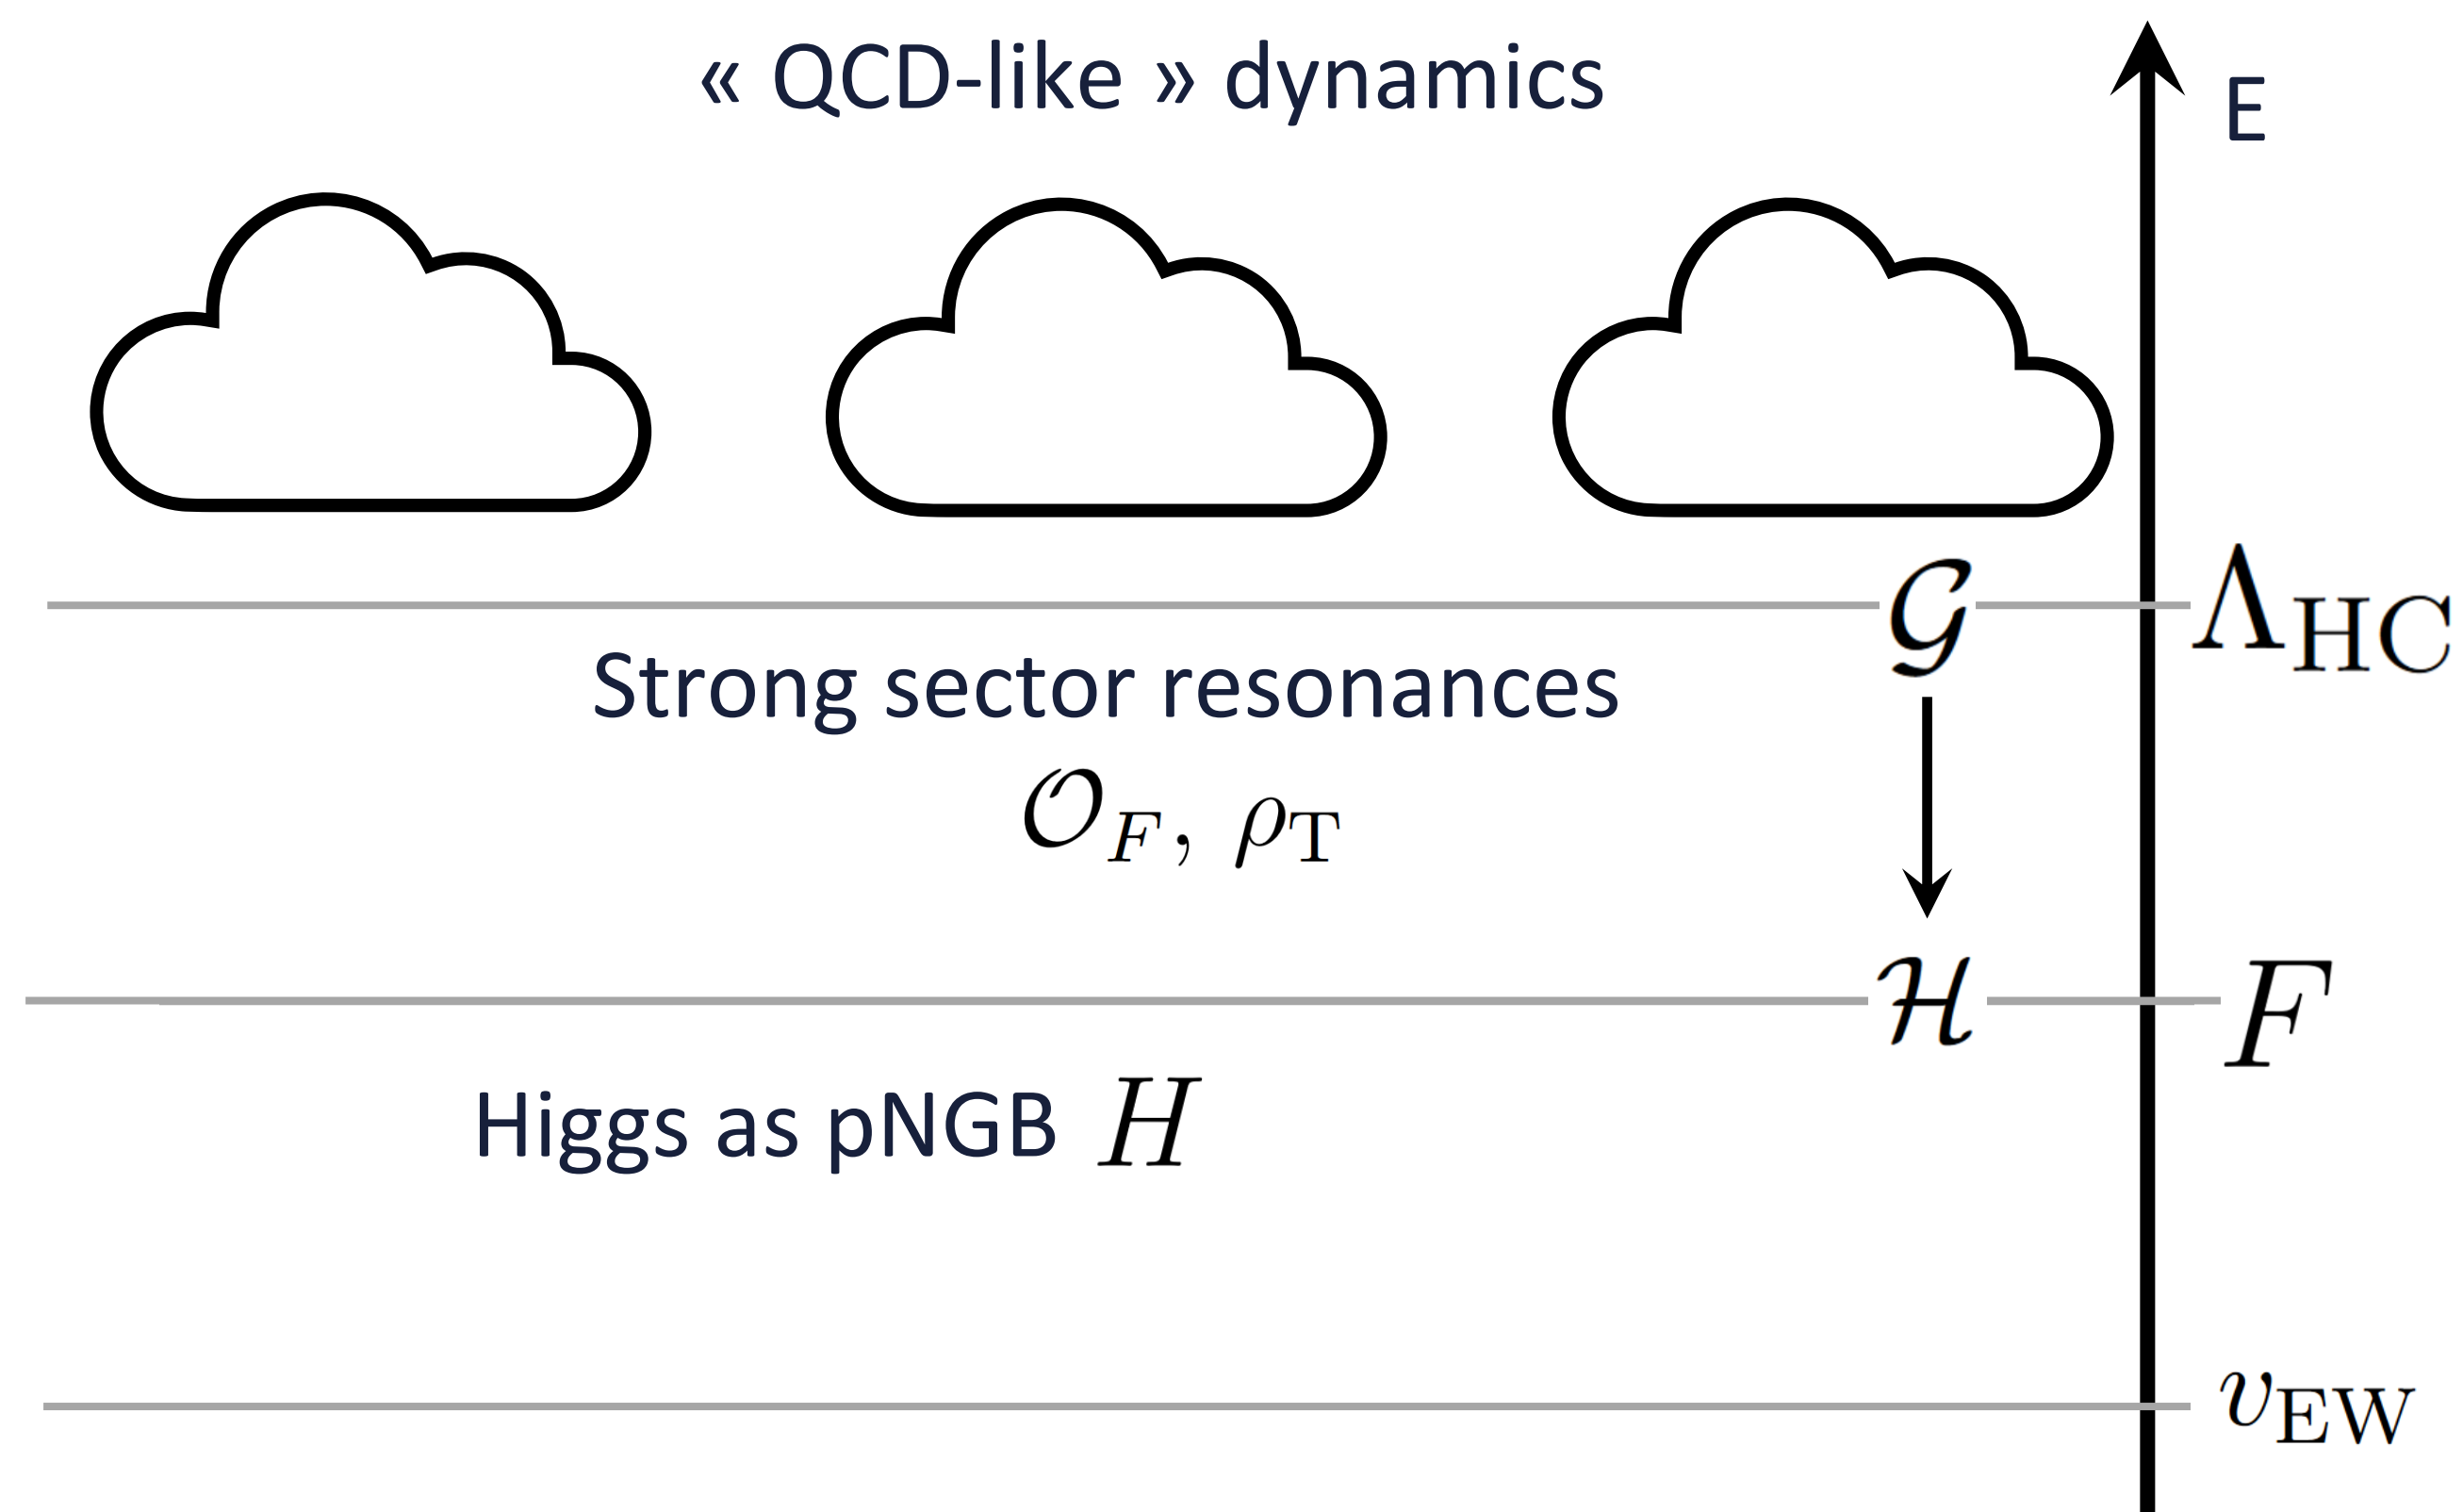 « QCD-like » dynamics
E
𝒢
Λ_HC
Strong sector resonances
𝒪_F, ρ_T
ℋ
F
Higgs as pNGB H
v_EW